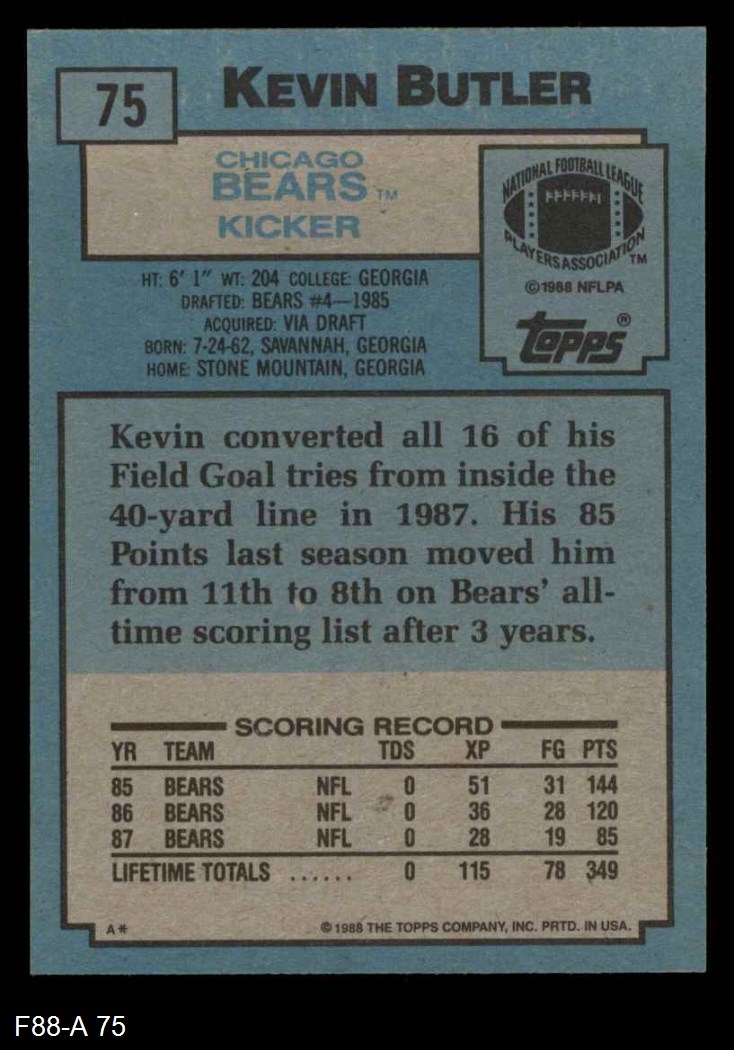 75
KEVIN BUTLER
CHICAGO
BEARS TM
KICKER
NATIONAL FOOTBALL LEAGUE
PLAYERS ASSOCIATION TM
©1988 NFLPA
topps®
HT: 6' 1" WT: 204 COLLEGE: GEORGIA
DRAFTED: BEARS #4—1985
ACQUIRED: VIA DRAFT
BORN: 7-24-62, SAVANNAH, GEORGIA
HOME: STONE MOUNTAIN, GEORGIA
Kevin converted all 16 of his
Field Goal tries from inside the
40-yard line in 1987. His 85
Points last season moved him
from 11th to 8th on Bears' all-
time scoring list after 3 years.
SCORING RECORD
YR TEAM TDS XP FG PTS
85 BEARS NFL 0 51 31 144
86 BEARS NFL 0 36 28 120
87 BEARS NFL 0 28 19 85
LIFETIME TOTALS ...... 0 115 78 349
A* © 1988 THE TOPPS COMPANY, INC. PRTD. IN USA.
F88-A 75